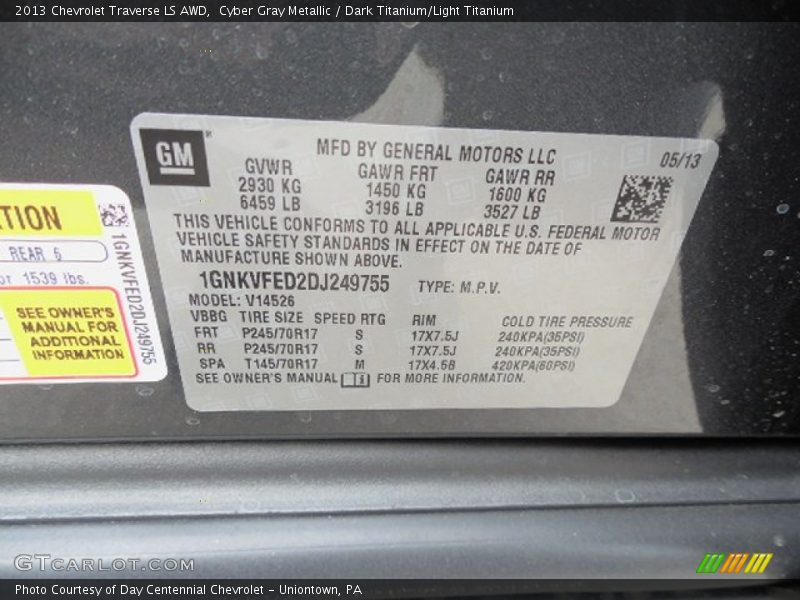 2013 Chevrolet Traverse LS AWD,  Cyber Gray Metallic / Dark Titanium/Light Titanium
GM
MFD BY GENERAL MOTORS LLC
05/13
GVWR GAWR FRT GAWR RR
2930 KG 1450 KG 1600 KG
6459 LB 3196 LB 3527 LB
THIS VEHICLE CONFORMS TO ALL APPLICABLE U.S. FEDERAL MOTOR
VEHICLE SAFETY STANDARDS IN EFFECT ON THE DATE OF
MANUFACTURE SHOWN ABOVE.
1GNKVFED2DJ249755 TYPE: M.P.V.
MODEL: V14526
VBBG TIRE SIZE SPEED RTG RIM COLD TIRE PRESSURE
FRT P245/70R17 S 17X7.5J 240KPA(35PSI)
RR P245/70R17 S 17X7.5J 240KPA(35PSI)
SPA T145/70R17 M 17X4.5B 420KPA(60PSI)
SEE OWNER'S MANUAL FOR MORE INFORMATION.
TION
REAR 6
or 1539 lbs.
SEE OWNER'S
MANUAL FOR
ADDITIONAL
INFORMATION
1GNKVFED2DJ249755
GTCarLot.com
Photo Courtesy of Day Centennial Chevrolet - Uniontown, PA